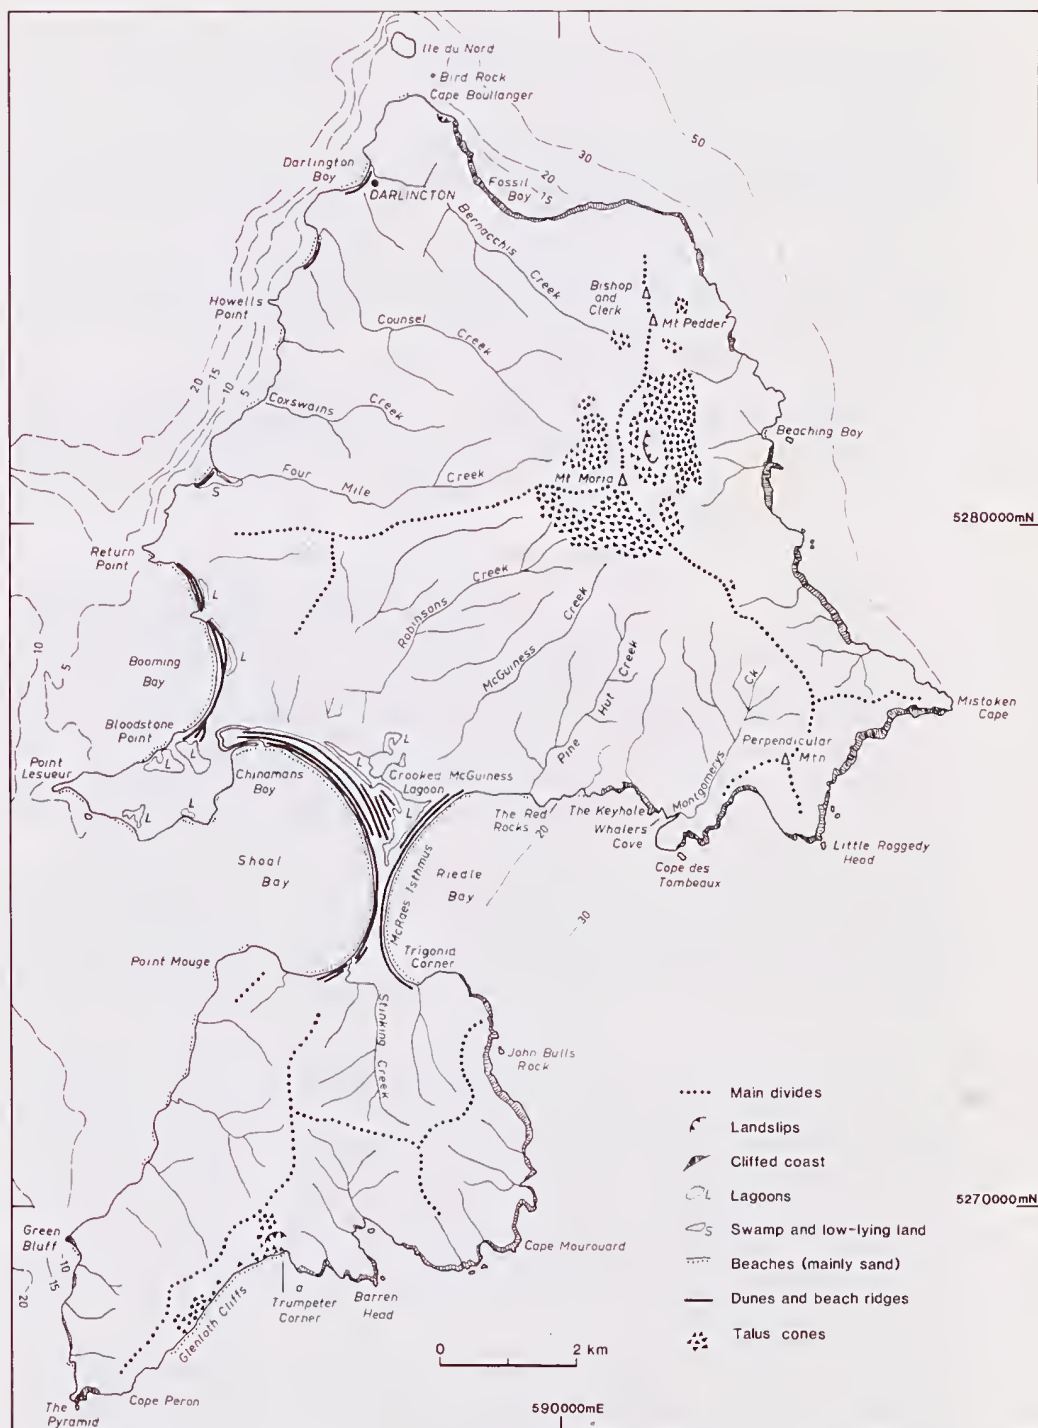 Ile du Nord
Bird Rock
Cape Boullanger
50
30
20
15
Darlington
Bay
DARLINGTON
Fossil
Bay
Bernacchis
Creek
Bishop
and
Clerk
Mt Pedder
Howells
Point
Counsel
Creek
20
15
10
5
Coxswains
Creek
Beaching Bay
Four
Mile
Creek
Mt Maria
S
5280000mN
Return
Point
L
Robinsons
Creek
McGuiness
Creek
Pine
Hut
Creek
10
5
Booming
Bay
L
Ck
Montgomerys
Mistaken
Cape
Bloodstone
Point
Perpendicular
Mtn
Point
Lesueur
L
L
Chinamans
Bay
L
L
Crooked McGuiness
Lagoon
L
L
L
The Red
Rocks
20
The Keyhole
Whalers
Cove
Little Raggedy
Head
Cape des
Tombeaux
Shoal
Bay
McRaes Isthmus
Riedle
Bay
30
Point Mauge
Trigonia
Corner
Stinking
Creek
John Bulls
Rock
Main divides
Landslips
Cliffed coast
L
Lagoons
S
Swamp and low-lying land
Beaches (mainly sand)
Dunes and beach ridges
Talus cones
5270000mN
Green
Bluff
10
15
20
Cape Mourouard
Barren
Head
Trumpeter
Corner
Glenloth Cliffs
0
2 km
Cape Peron
The
Pyramid
590000mE